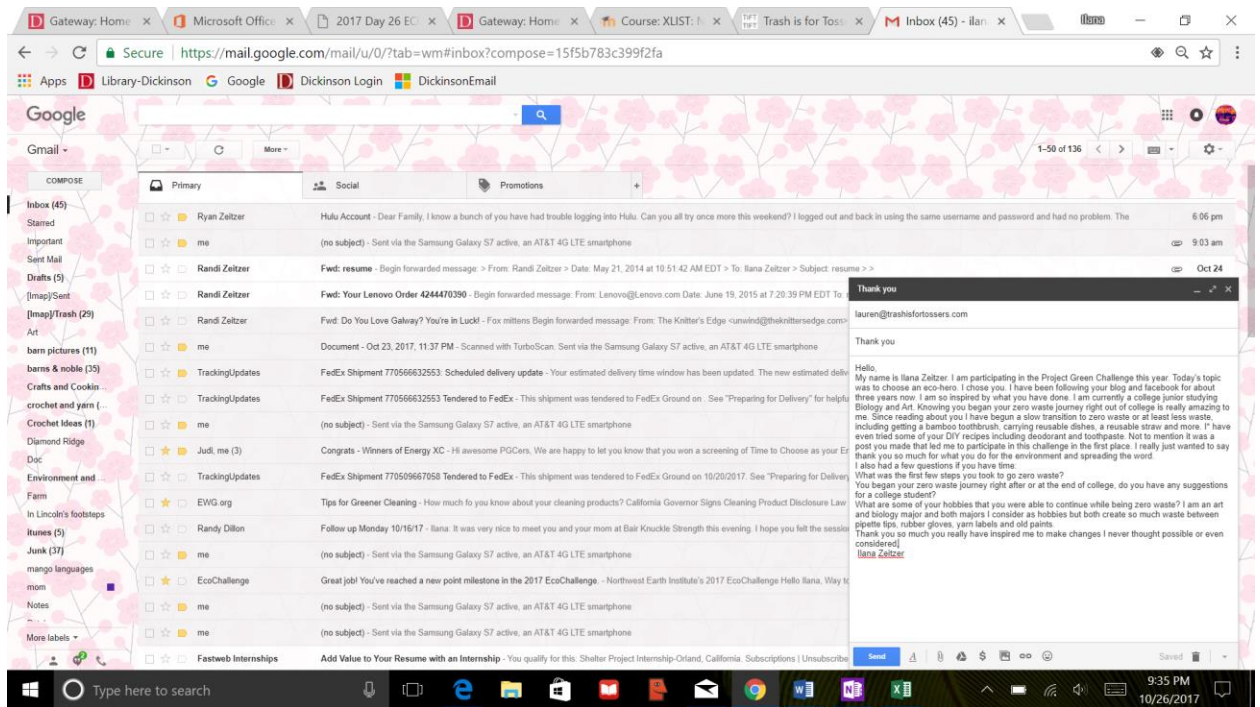 Gateway: Home
Microsoft Office
2017 Day 26 EC
Gateway: Home
Course: XLIST: N
Trash is for Toss
Inbox (45) - ilan
Ilana
Secure https://mail.google.com/mail/u/0/?tab=wm#inbox?compose=15f5b783c399f2fa
Apps Library-Dickinson Google Dickinson Login DickinsonEmail
Google
Gmail
More
1–50 of 136
COMPOSE
Primary
Social
Promotions
+
Inbox (45)
Starred
Important
Sent Mail
Drafts (5)
[Imap]/Sent
[Imap]/Trash (29)
Art
barn pictures (11)
barns & noble (35)
Crafts and Cookin...
crochet and yarn (...
Crochet Ideas (1)
Diamond Ridge
Doc
Environment and ...
Farm
In Lincoln's footsteps
itunes (5)
Junk (37)
mango languages
mom
Notes
More labels
2
Ryan Zeitzer Hulu Account - Dear Family, I know a bunch of you have had trouble logging into Hulu. Can you all try once more this weekend? I logged out and back in using the same username and password and had no problem. The 6:06 pm
me (no subject) - Sent via the Samsung Galaxy S7 active, an AT&T 4G LTE smartphone 9:03 am
Randi Zeitzer Fwd: resume - Begin forwarded message: > From: Randi Zeitzer > Date: May 21, 2014 at 10:51:42 AM EDT > To: Ilana Zeitzer > Subject: resume > > Oct 24
Randi Zeitzer Fwd: Your Lenovo Order 4244470390 - Begin forwarded message: From: Lenovo@Lenovo.com Date: June 19, 2015 at 7:20:39 PM EDT To:
Randi Zeitzer Fwd: Do You Love Galway? You're in Luck! - Fox mittens Begin forwarded message: From: The Knitter's Edge <unwind@theknittersedge.com>
me Document - Oct 23, 2017, 11:37 PM - Scanned with TurboScan. Sent via the Samsung Galaxy S7 active, an AT&T 4G LTE smartphone
TrackingUpdates FedEx Shipment 770566632553: Scheduled delivery update - Your estimated delivery time window has been updated. The new estimated deliv
TrackingUpdates FedEx Shipment 770566632553 Tendered to FedEx - This shipment was tendered to FedEx Ground on . See "Preparing for Delivery" for helpfu
me (no subject) - Sent via the Samsung Galaxy S7 active, an AT&T 4G LTE smartphone
Judi, me (3) Congrats - Winners of Energy XC - Hi awesome PGCers, We are happy to let you know that you won a screening of Time to Choose as your Er
TrackingUpdates FedEx Shipment 770509667058 Tendered to FedEx - This shipment was tendered to FedEx Ground on 10/20/2017. See "Preparing for Delivery
EWG.org Tips for Greener Cleaning - How much fo you know about your cleaning products? California Governor Signs Cleaning Product Disclosure Law
Randy Dillon Follow up Monday 10/16/17 - Ilana: It was very nice to meet you and your mom at Bair Knuckle Strength this evening. I hope you felt the sessio
me (no subject) - Sent via the Samsung Galaxy S7 active, an AT&T 4G LTE smartphone
EcoChallenge Great job! You've reached a new point milestone in the 2017 EcoChallenge. - Northwest Earth Institute's 2017 EcoChallenge Hello Ilana, Way to
me (no subject) - Sent via the Samsung Galaxy S7 active, an AT&T 4G LTE smartphone
me (no subject) - Sent via the Samsung Galaxy S7 active, an AT&T 4G LTE smartphone
Fastweb Internships Add Value to Your Resume with an Internship - You qualify for this: Shelter Project Internship-Orland, California. Subscriptions | Unsubscribe
Thank you
lauren@trashisfortossers.com
Thank you
Hello,
My name is Ilana Zeitzer. I am participating in the Project Green Challenge this year. Today's topic
was to choose an eco-hero. I chose you. I have been following your blog and facebook for about
three years now. I am so inspired by what you have done. I am currently a college junior studying
Biology and Art. Knowing you began your zero waste journey right out of college is really amazing to
me. Since reading about you I have begun a slow transition to zero waste or at least less waste,
including getting a bamboo toothbrush, carrying reusable dishes, a reusable straw and more. I* have
even tried some of your DIY recipes including deodorant and toothpaste. Not to mention it was a
post you made that led me to participate in this challenge in the first place. I really just wanted to say
thank you so much for what you do for the environment and spreading the word.
I also had a few questions if you have time:
What was the first few steps you took to go zero waste?
You began your zero waste journey right after or at the end of college, do you have any suggestions
for a college student?
What are some of your hobbies that you were able to continue while being zero waste? I am an art
and biology major and both majors I consider as hobbies but both create so much waste between
pipette tips, rubber gloves, yarn labels and old paints.
Thank you so much you really have inspired me to make changes I never thought possible or even
considered.
Ilana Zeitzer
Send
Saved
Type here to search
9:35 PM
10/26/2017